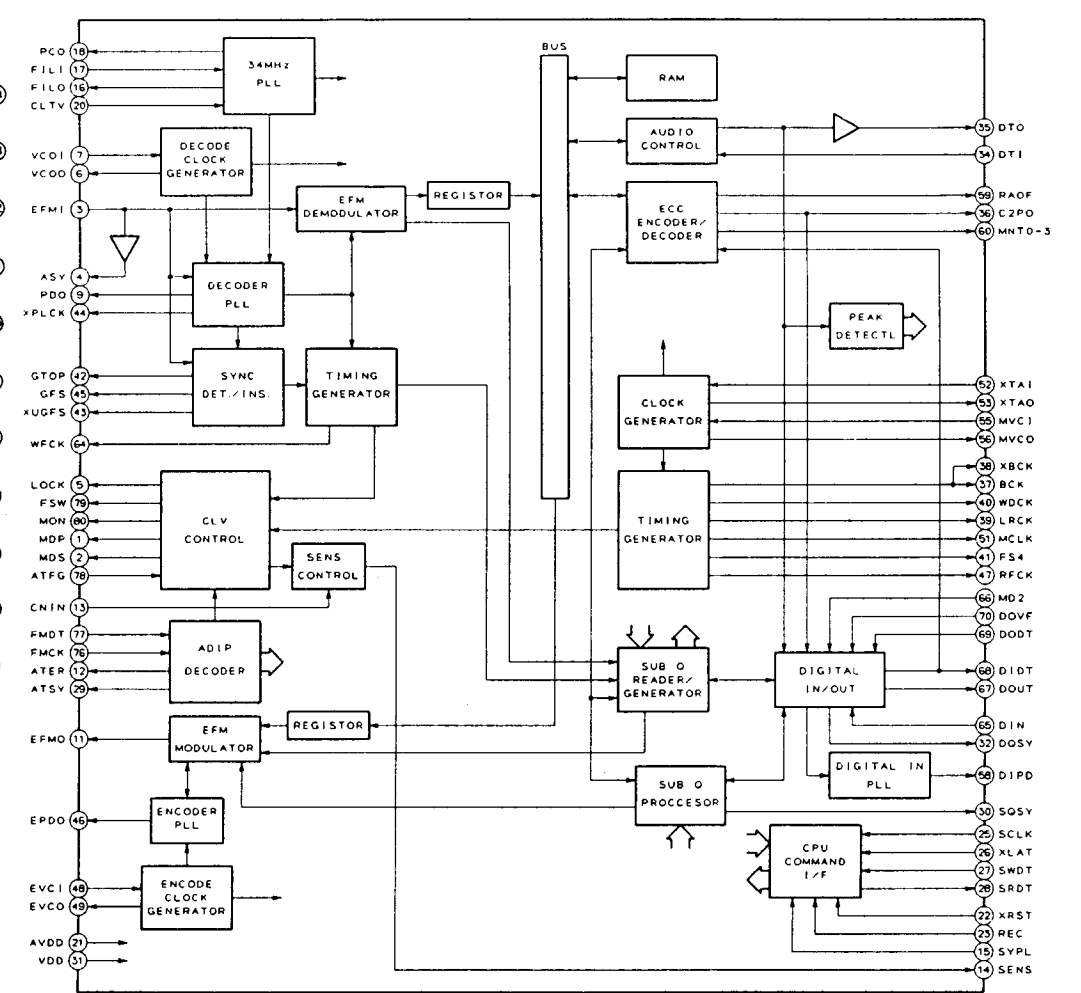 PCO 18
FILI 17
FILO 16
CLTV 20
VCOI 7
VCOO 6
EFMI 3
ASY 4
PDO 9
XPLCK 44
GTOP 42
GFS 45
XUGFS 43
WFCK 64
LOCK 5
FSW 79
MON 80
MDP 1
MDS 2
ATFG 78
CNIN 13
FMDT 77
FMCK 76
ATER 12
ATSY 29
EFMO 11
EPDO 46
EVCI 48
EVCO 49
AVDD 21
VDD 31
34MHz
PLL
DECODE
CLOCK
GENERATOR
EFM
DEMODULATOR
REGISTOR
DECODER
PLL
SYNC
DET./INS.
TIMING
GENERATOR
CLV
CONTROL
SENS
CONTROL
ADIP
DECODER
EFM
MODULATOR
REGISTOR
ENCODER
PLL
ENCODE
CLOCK
GENERATOR
BUS
RAM
AUDIO
CONTROL
ECC
ENCODER/
DECODER
PEAK
DETECTL
CLOCK
GENERATOR
TIMING
GENERATOR
SUB Q
READER/
GENERATOR
DIGITAL
IN/OUT
DIGITAL IN
PLL
SUB Q
PROCCESOR
CPU
COMMAND
I/F
35 DTO
34 DTI
59 RAOF
36 C2PO
60 MNT0-3
52 XTAI
53 XTAO
55 MVCI
56 MVCO
38 XBCK
37 BCK
40 WDCK
39 LRCK
51 MCLK
41 FS4
47 RFCK
66 MD2
70 DOVF
69 DODT
68 DIDT
67 DOUT
65 DIN
32 DQSY
58 DIPD
30 SQSY
25 SCLK
26 XLAT
27 SWDT
28 SRDT
22 XRST
23 REC
15 SYPL
14 SENS